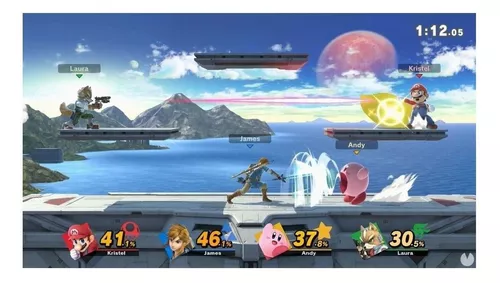 1:12.05
Laura
Kristel
James
Andy
41.1%
Kristel
46.1%
James
37.8%
Andy
30.5%
Laura